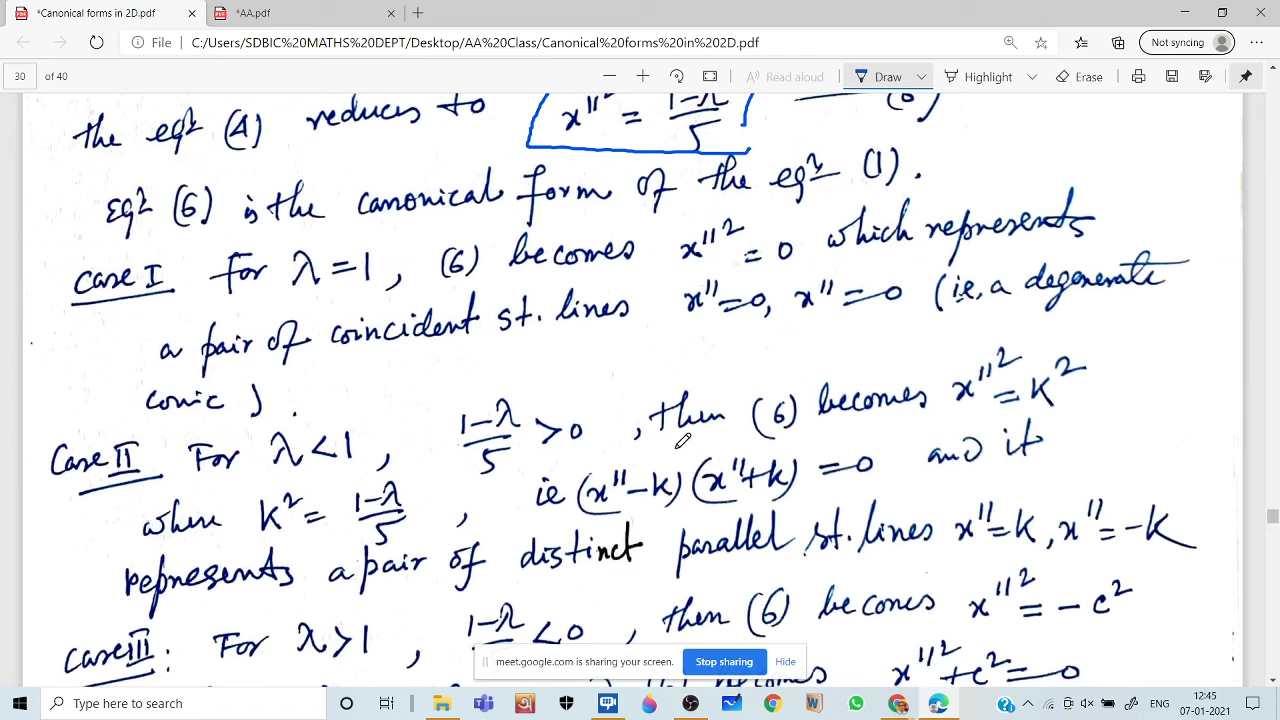 *Canonical forms in 2D.pdf
*AA.pdf
File
C:/Users/SDBIC%20MATHS%20DEPT/Desktop/AA%20Class/Canonical%20forms%20in%202D.pdf
Not syncing
30 of 40
Read aloud
Draw
Highlight
Erase
the eqn (4) reduces to x''² = (1-λ)/5 —— (6)
Eqn (6) is the canonical form of the eqn (1).
Case I For λ=1, (6) becomes x''² = 0 which represents
a pair of coincident st. lines x''=0, x''=0 (i.e, a degenerate
conic ).
Case II For λ<1, (1-λ)/5 >0, then (6) becomes x''² = k²
where k² = (1-λ)/5, ie (x''-k)(x''+k) = 0 and it
represents a pair of distinct parallel st. lines x''=k, x''=-k
Case III: For λ>1, (1-λ)/5 <0, then (6) becomes x''² = -c²
x''²+c²=0
meet.google.com is sharing your screen.
Stop sharing
Hide
Type here to search
ENG
12:45
07-01-2021